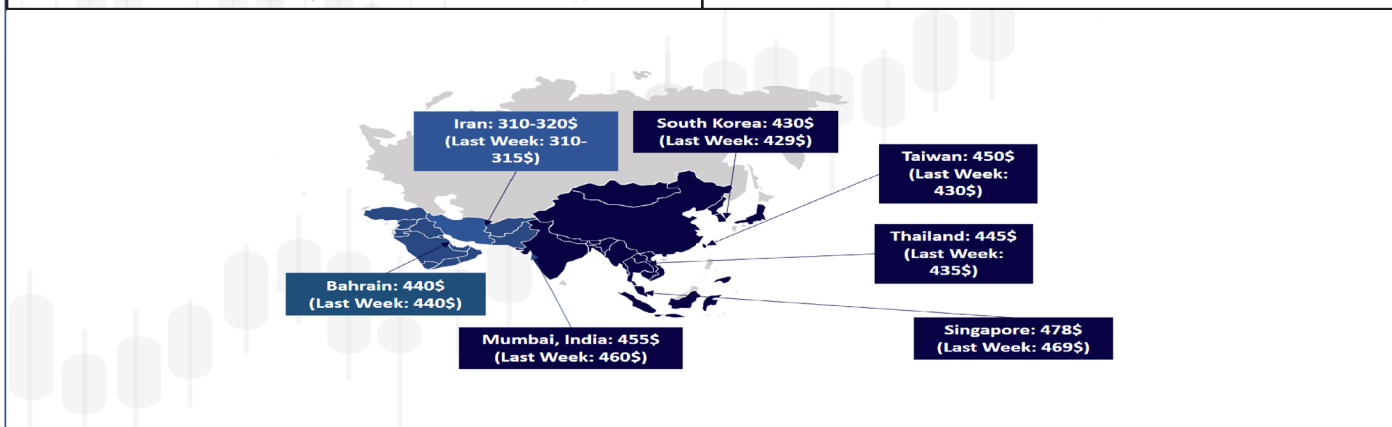 Iran: 310-320$
(Last Week: 310-
315$)
South Korea: 430$
(Last Week: 429$)
Taiwan: 450$
(Last Week:
430$)
Thailand: 445$
(Last Week:
435$)
Bahrain: 440$
(Last Week: 440$)
Mumbai, India: 455$
(Last Week: 460$)
Singapore: 478$
(Last Week: 469$)